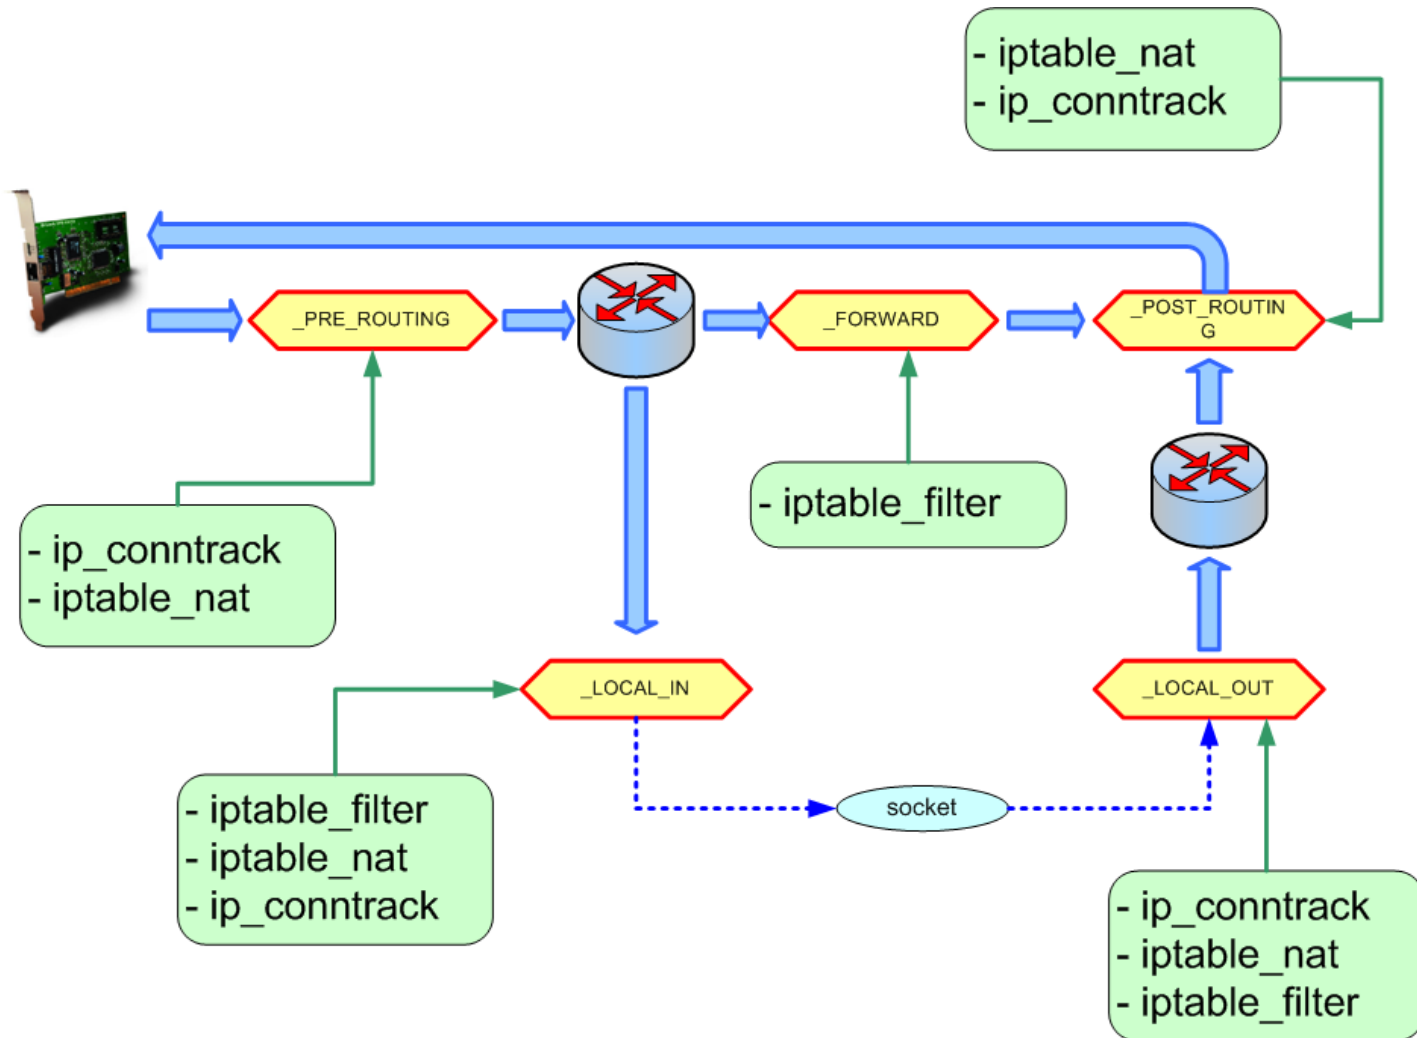 - iptable_nat
- ip_conntrack
_PRE_ROUTING
_FORWARD
_POST_ROUTIN
G
- iptable_filter
- ip_conntrack
- iptable_nat
_LOCAL_IN
_LOCAL_OUT
- iptable_filter
- iptable_nat
- ip_conntrack
socket
- ip_conntrack
- iptable_nat
- iptable_filter